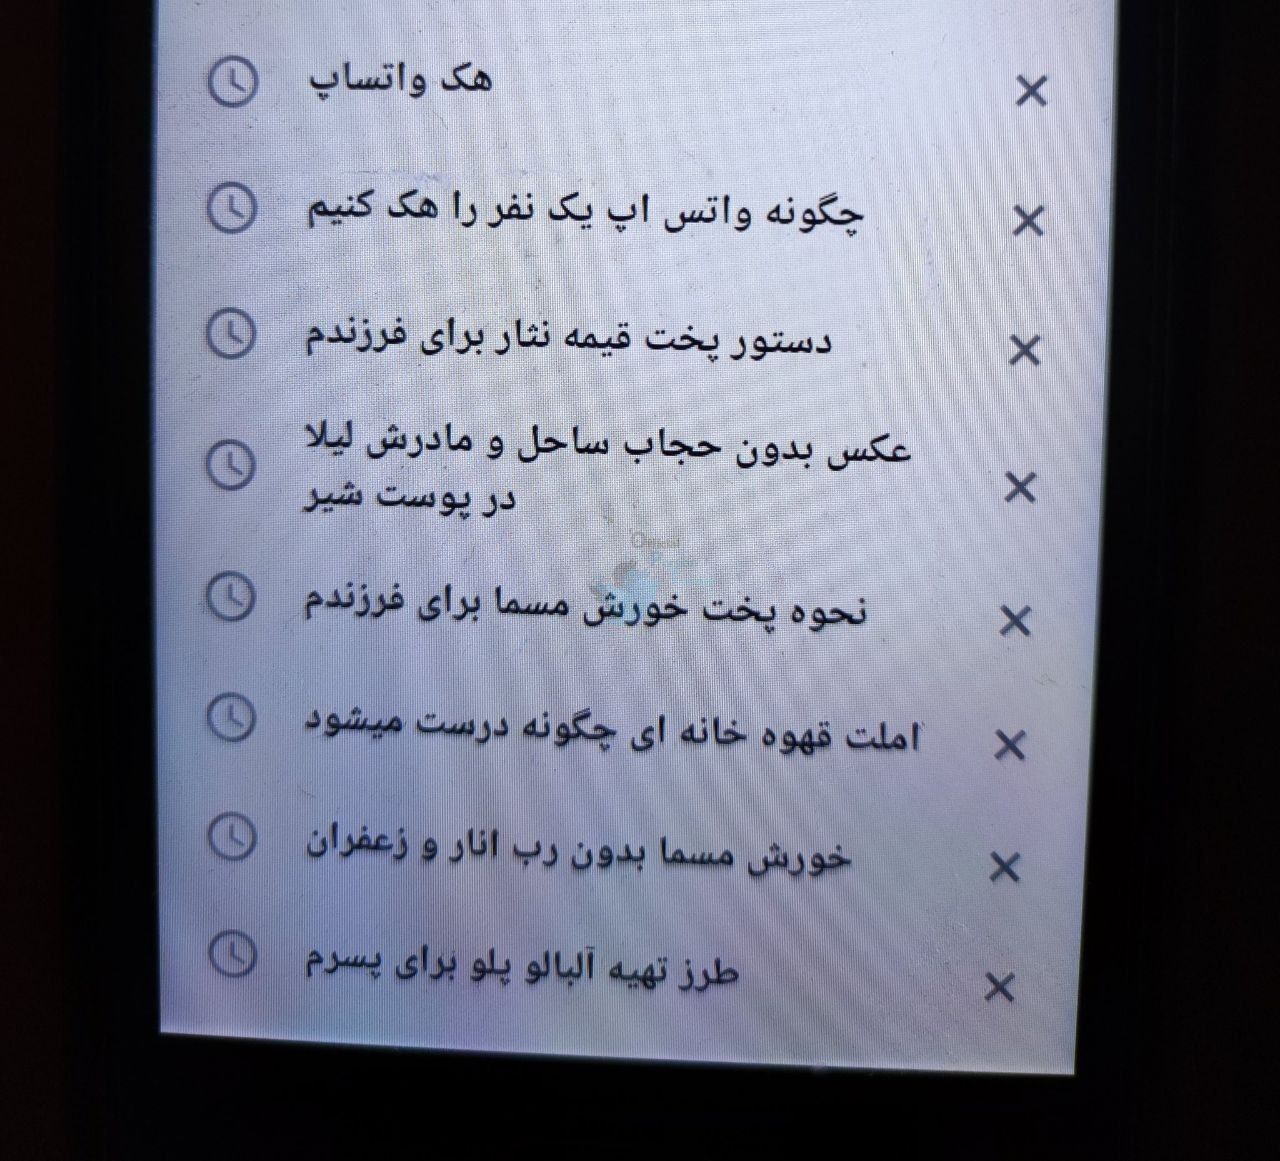 هک واتساپ
چگونه واتس اپ یک نفر را هک کنیم
دستور پخت قیمه نثار برای فرزندم
عکس بدون حجاب ساحل و مادرش لیلا
در پوست شیر
نحوه پخت خورش مسما برای فرزندم
املت قهوه خانه ای چگونه درست میشود
خورش مسما بدون رب انار و زعفران
طرز تهیه آلبالو پلو برای پسرم
Official